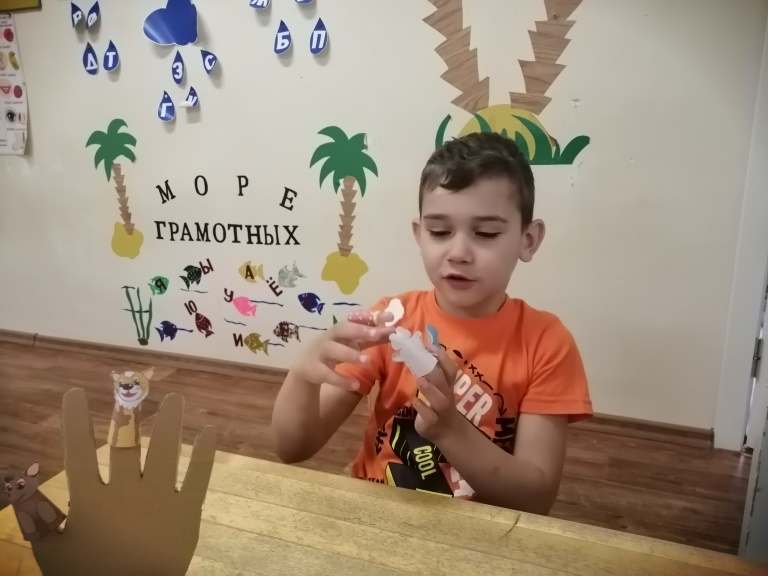 Д Т
З С
Б П
Г
МОРЕ
ГРАМОТНЫХ
Я Ы А Ё
Ю У
И Е
COOL